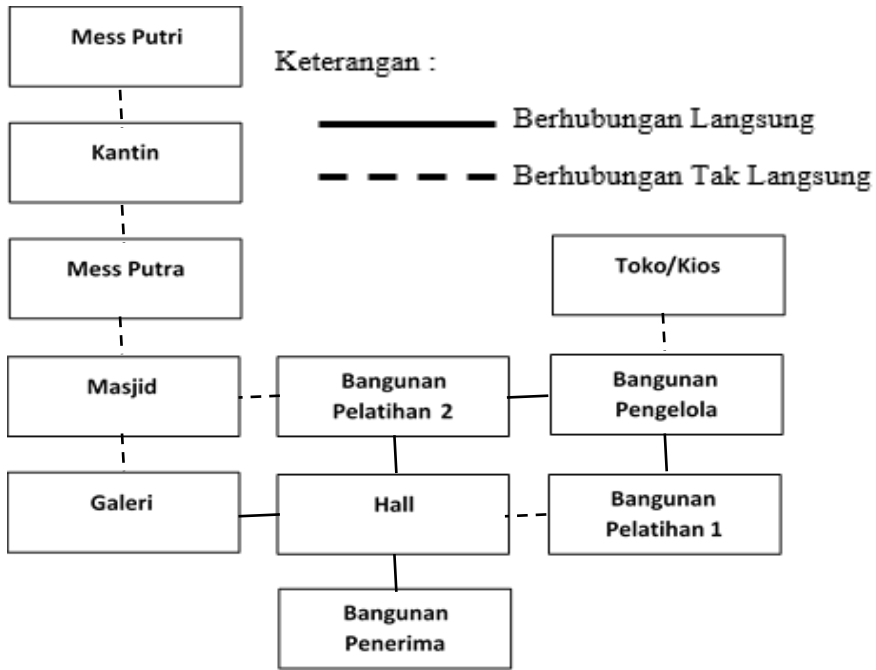 Mess Putri
Keterangan :
Berhubungan Langsung
Kantin
Berhubungan Tak Langsung
Mess Putra
Toko/Kios
Masjid
Bangunan
Pelatihan 2
Bangunan
Pengelola
Galeri
Hall
Bangunan
Pelatihan 1
Bangunan
Penerima